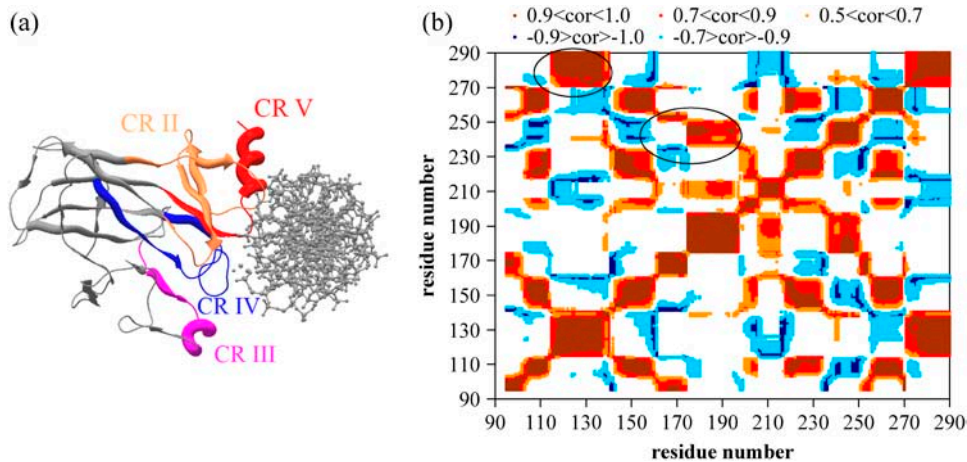 (a)
CR II
CR V
CR IV
CR III
(b)
0.9<cor<1.0 0.7<cor<0.9 0.5<cor<0.7
-0.9>cor>-1.0 -0.7>cor>-0.9
290
270
250
230
210
190
170
150
130
110
90
residue number
90 110 130 150 170 190 210 230 250 270 290
residue number